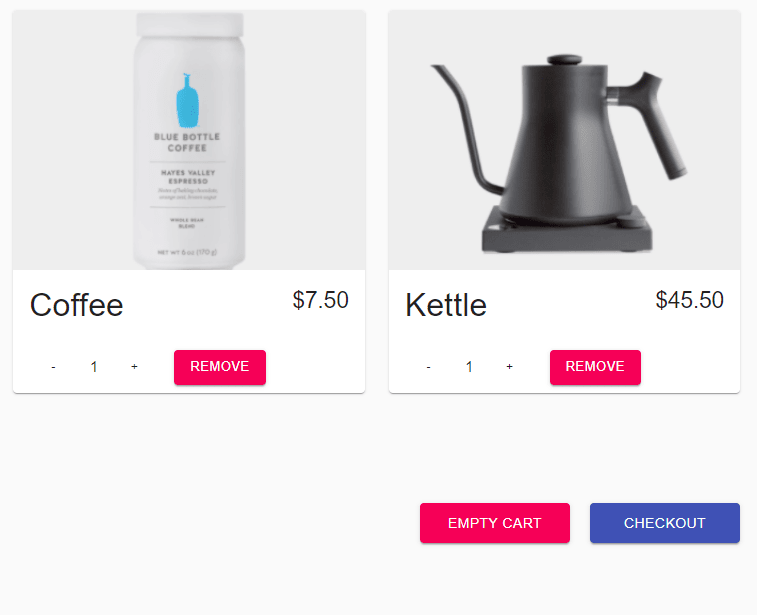 BLUE BOTTLE
COFFEE
HAYES VALLEY
ESPRESSO
WHOLE BEAN
BLEND
NET WT 6 oz (170 g)
Coffee
$7.50
- 1 +
REMOVE
Kettle
$45.50
- 1 +
REMOVE
EMPTY CART
CHECKOUT